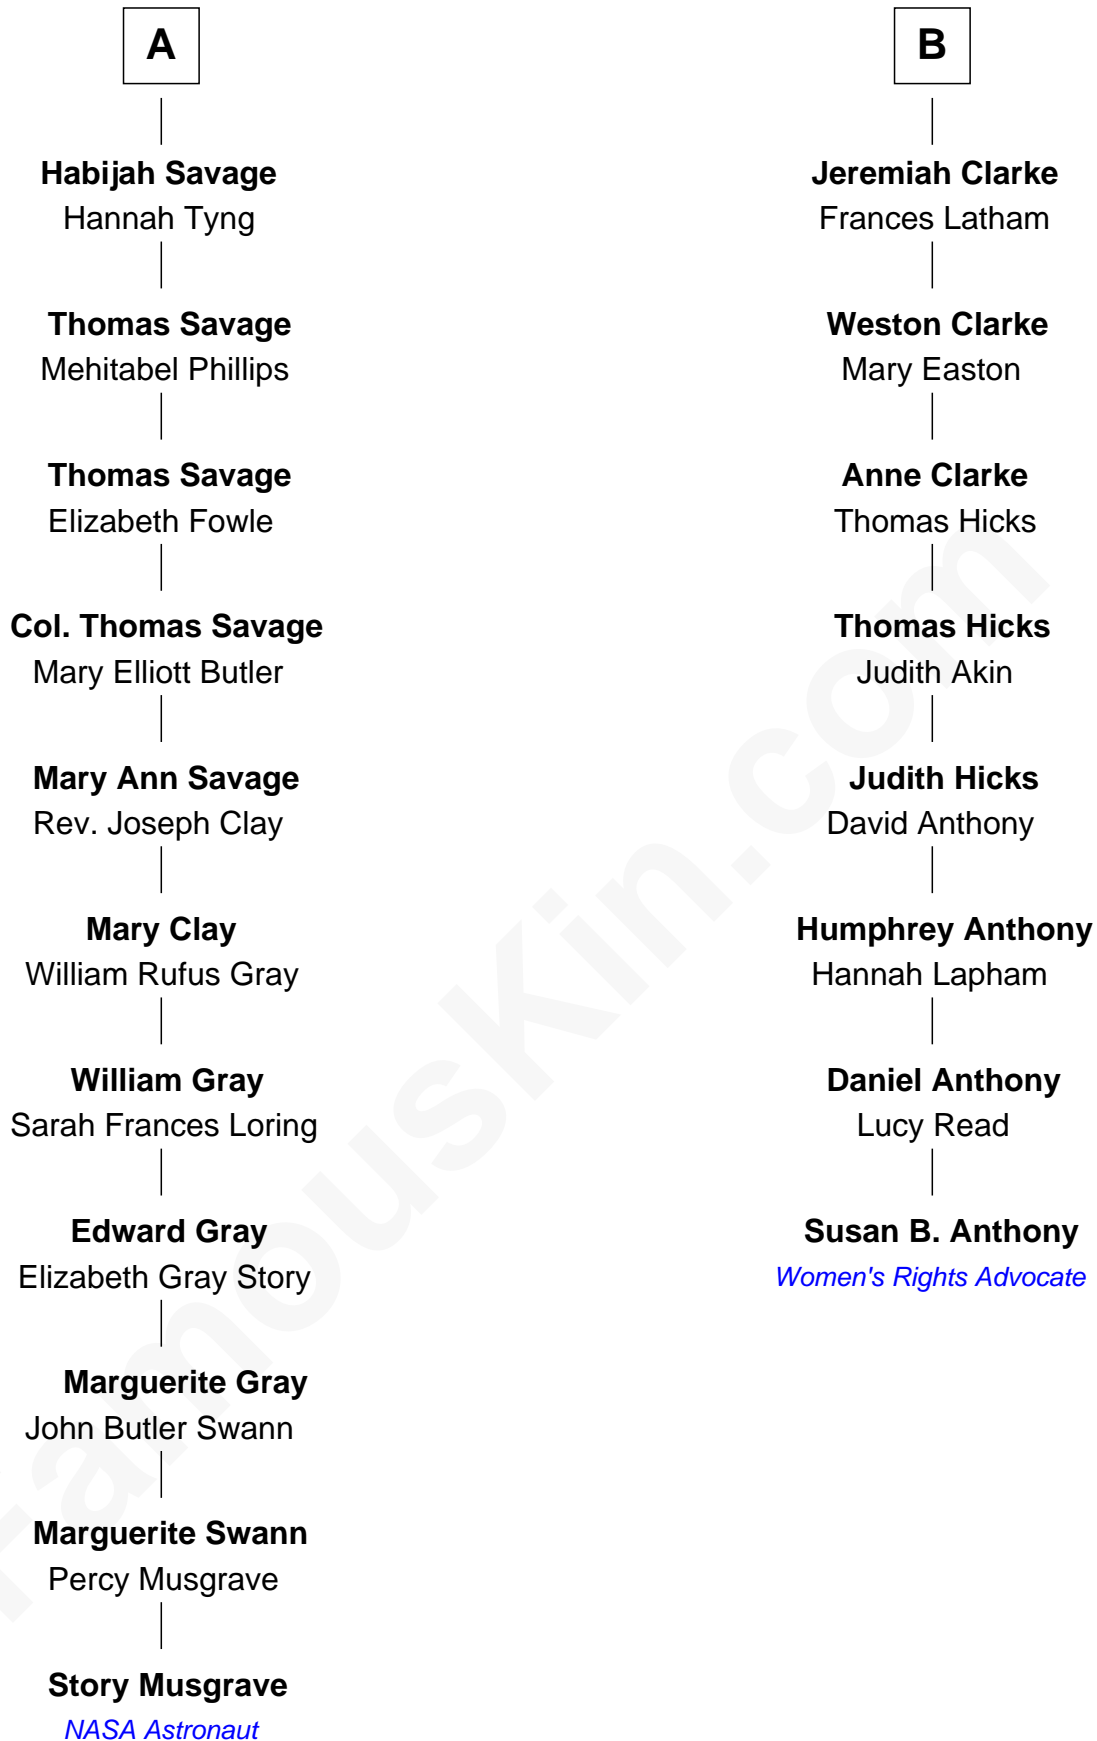 A
Habijah Savage
Hannah Tyng
Thomas Savage
Mehitabel Phillips
Thomas Savage
Elizabeth Fowle
Col. Thomas Savage
Mary Elliott Butler
Mary Ann Savage
Rev. Joseph Clay
Mary Clay
William Rufus Gray
William Gray
Sarah Frances Loring
Edward Gray
Elizabeth Gray Story
Marguerite Gray
John Butler Swann
Marguerite Swann
Percy Musgrave
Story Musgrave
NASA Astronaut
B
Jeremiah Clarke
Frances Latham
Weston Clarke
Mary Easton
Anne Clarke
Thomas Hicks
Thomas Hicks
Judith Akin
Judith Hicks
David Anthony
Humphrey Anthony
Hannah Lapham
Daniel Anthony
Lucy Read
Susan B. Anthony
Women's Rights Advocate
FamousKin.com